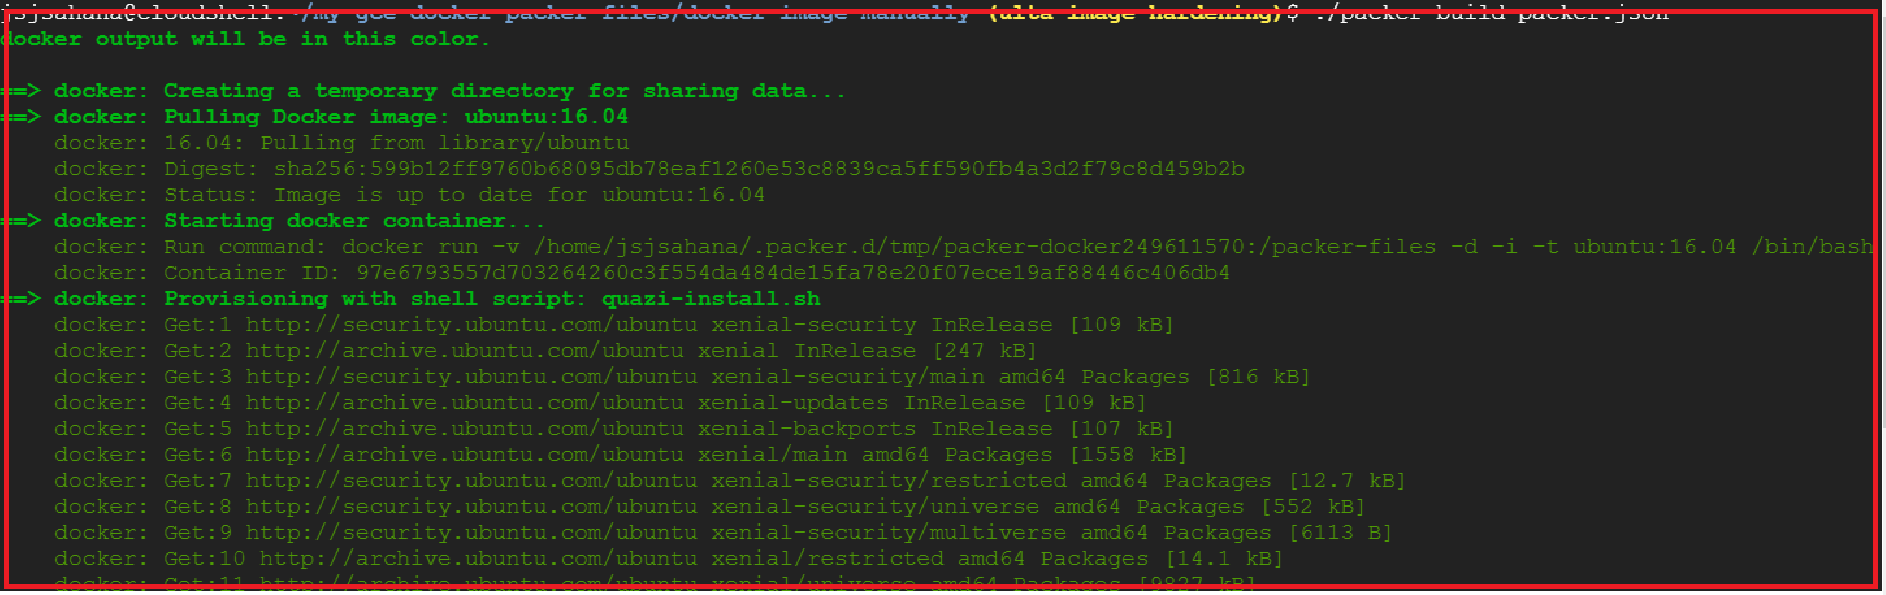 jsjsahana@cloudshell:~/my gce docker packer files/docker image manually (ulta image hardening)$ ./packer build packer.json
docker output will be in this color.
==> docker: Creating a temporary directory for sharing data...
==> docker: Pulling Docker image: ubuntu:16.04
docker: 16.04: Pulling from library/ubuntu
docker: Digest: sha256:599b12ff9760b68095db78eaf1260e53c8839ca5ff590fb4a3d2f79c8d459b2b
docker: Status: Image is up to date for ubuntu:16.04
==> docker: Starting docker container...
docker: Run command: docker run -v /home/jsjsahana/.packer.d/tmp/packer-docker249611570:/packer-files -d -i -t ubuntu:16.04 /bin/bash
docker: Container ID: 97e6793557d703264260c3f554da484de15fa78e20f07ece19af88446c406db4
==> docker: Provisioning with shell script: quazi-install.sh
docker: Get:1 http://security.ubuntu.com/ubuntu xenial-security InRelease [109 kB]
docker: Get:2 http://archive.ubuntu.com/ubuntu xenial InRelease [247 kB]
docker: Get:3 http://security.ubuntu.com/ubuntu xenial-security/main amd64 Packages [816 kB]
docker: Get:4 http://archive.ubuntu.com/ubuntu xenial-updates InRelease [109 kB]
docker: Get:5 http://archive.ubuntu.com/ubuntu xenial-backports InRelease [107 kB]
docker: Get:6 http://archive.ubuntu.com/ubuntu xenial/main amd64 Packages [1558 kB]
docker: Get:7 http://security.ubuntu.com/ubuntu xenial-security/restricted amd64 Packages [12.7 kB]
docker: Get:8 http://security.ubuntu.com/ubuntu xenial-security/universe amd64 Packages [552 kB]
docker: Get:9 http://security.ubuntu.com/ubuntu xenial-security/multiverse amd64 Packages [6113 B]
docker: Get:10 http://archive.ubuntu.com/ubuntu xenial/restricted amd64 Packages [14.1 kB]
docker: Get:11 http://archive.ubuntu.com/ubuntu xenial/universe amd64 Packages [9827 kB]